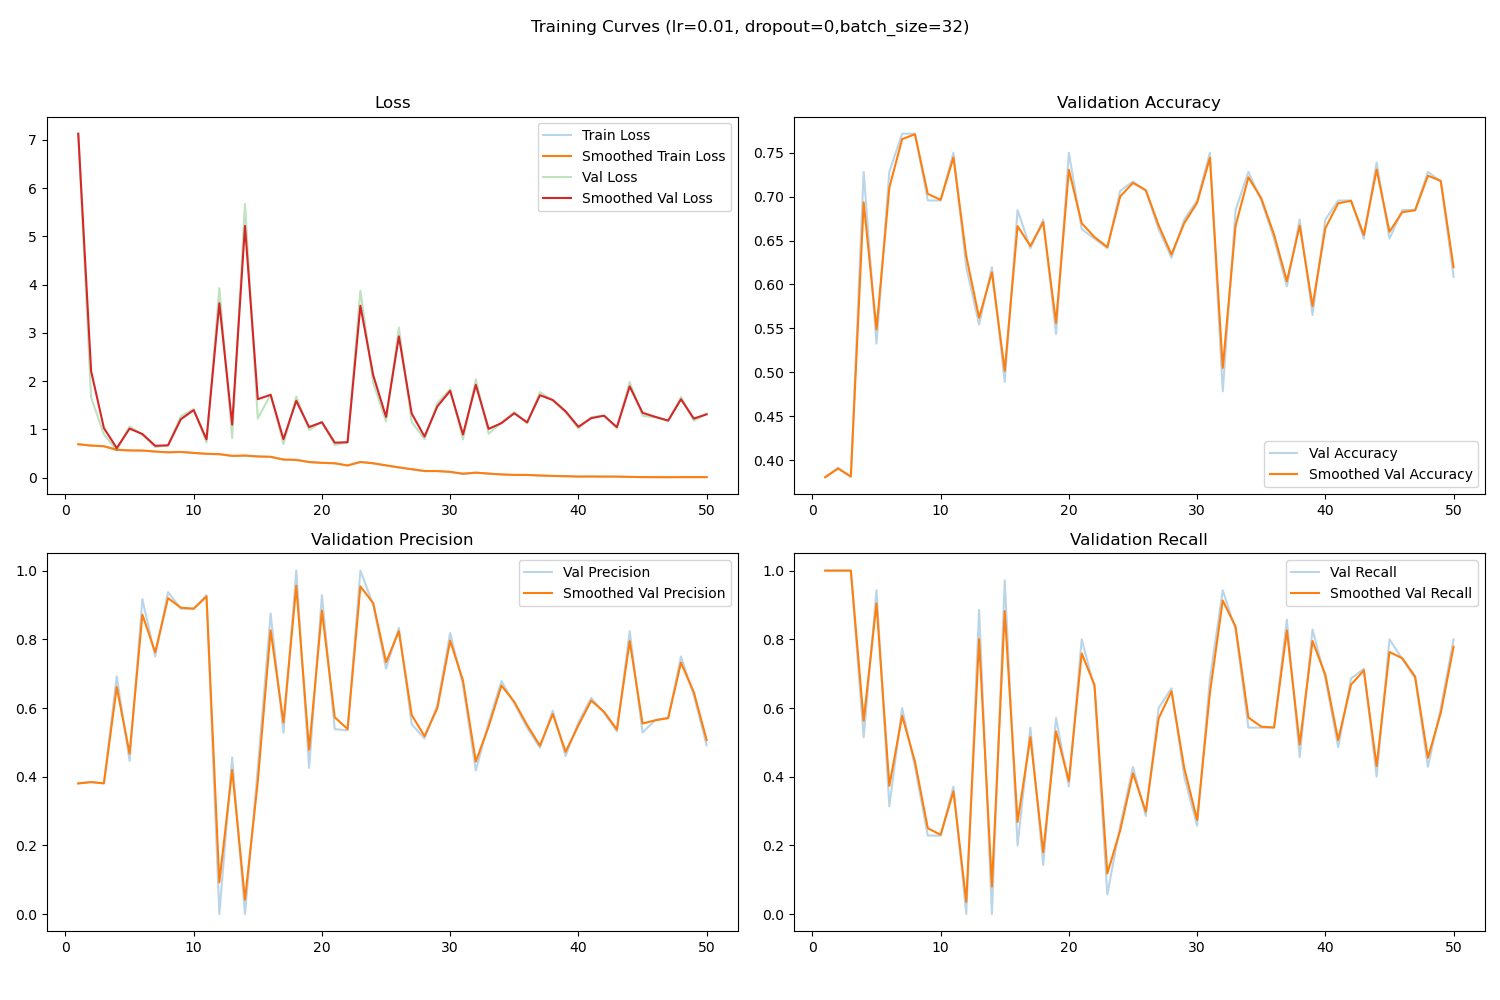 Training Curves (lr=0.01, dropout=0,batch_size=32)
Loss
Train Loss
Smoothed Train Loss
Val Loss
Smoothed Val Loss
7
6
5
4
3
2
1
0
0 10 20 30 40 50
Validation Accuracy
0.75
0.70
0.65
0.60
0.55
0.50
0.45
0.40
Val Accuracy
Smoothed Val Accuracy
0 10 20 30 40 50
Validation Precision
Val Precision
Smoothed Val Precision
1.0
0.8
0.6
0.4
0.2
0.0
0 10 20 30 40 50
Validation Recall
Val Recall
Smoothed Val Recall
1.0
0.8
0.6
0.4
0.2
0.0
0 10 20 30 40 50